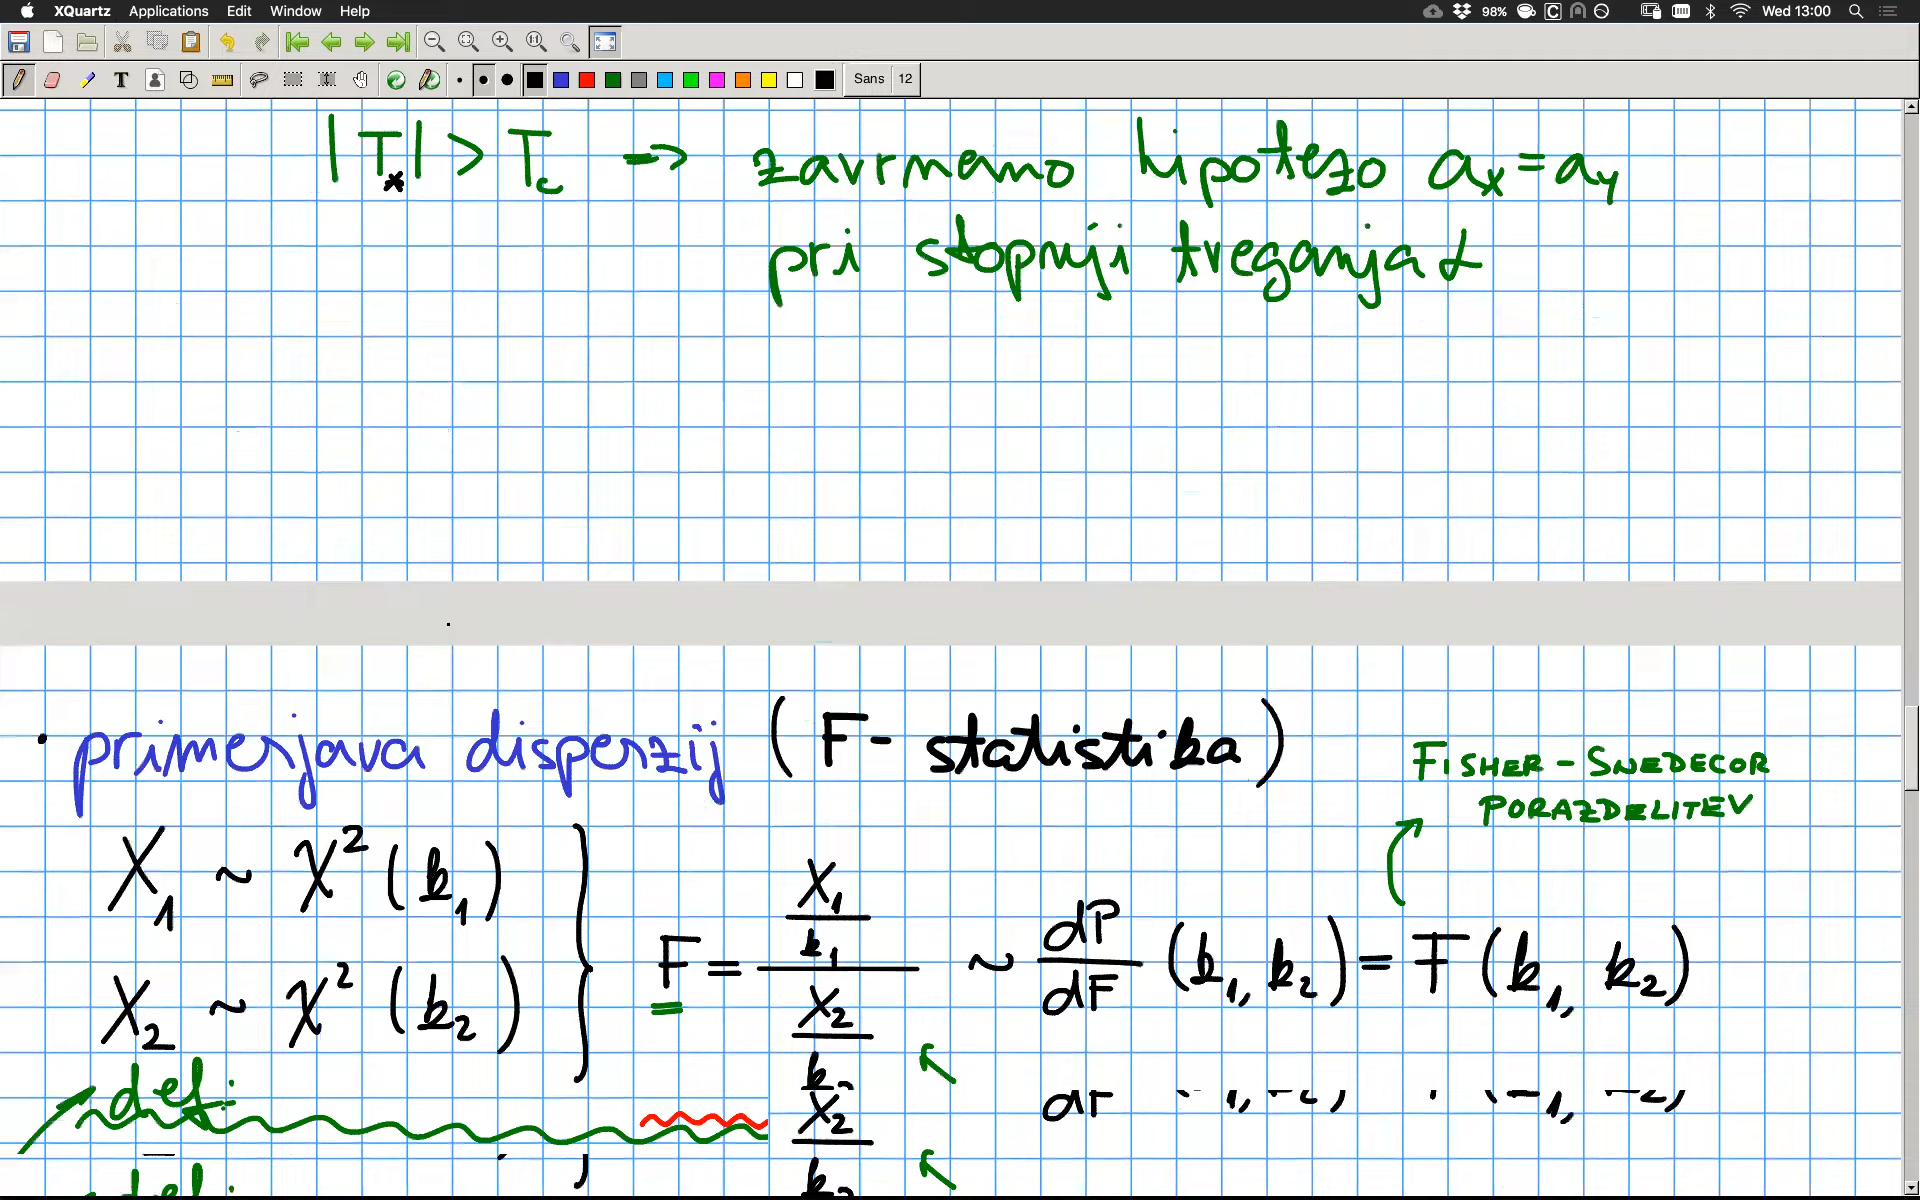 XQuartz Applications Edit Window Help 98% Wed 13:00
Sans 12
|T*| > Tc => zavrnemo hipotezo aX = aY
pri stopnji tveganja α
• primerjava disperzij (F - statistika)
FISHER - SNEDECOR
PORAZDELITEV
X₁ ~ χ² (k₁)
X₂ ~ χ² (k₂)
F = (X₁/k₁)/(X₂/k₂) ~ dP/dF (k₁, k₂) = F (k₁, k₂)
def:
X₂
def: